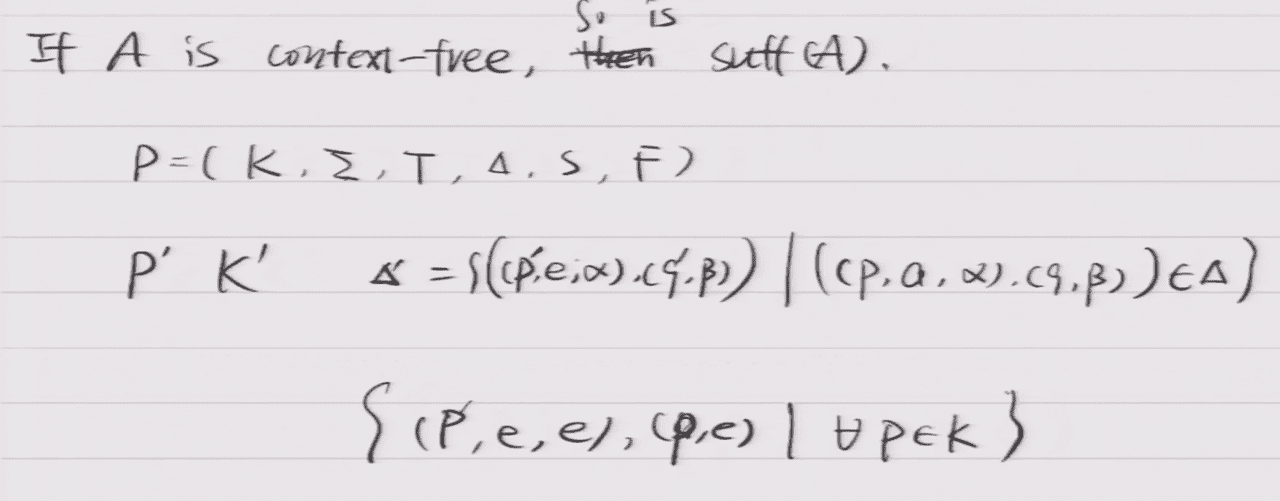 So is
If A is context-free, ~~then~~ suff(A).
P = ( K, Σ, T, Δ, S, F )
P′ K′ Δ′ = {((p′, e, α), (q′, β)) | ((p, a, α), (q, β)) ∈ Δ}
{ (p′, e, e), (p, e) | ∀ p ∈ K }